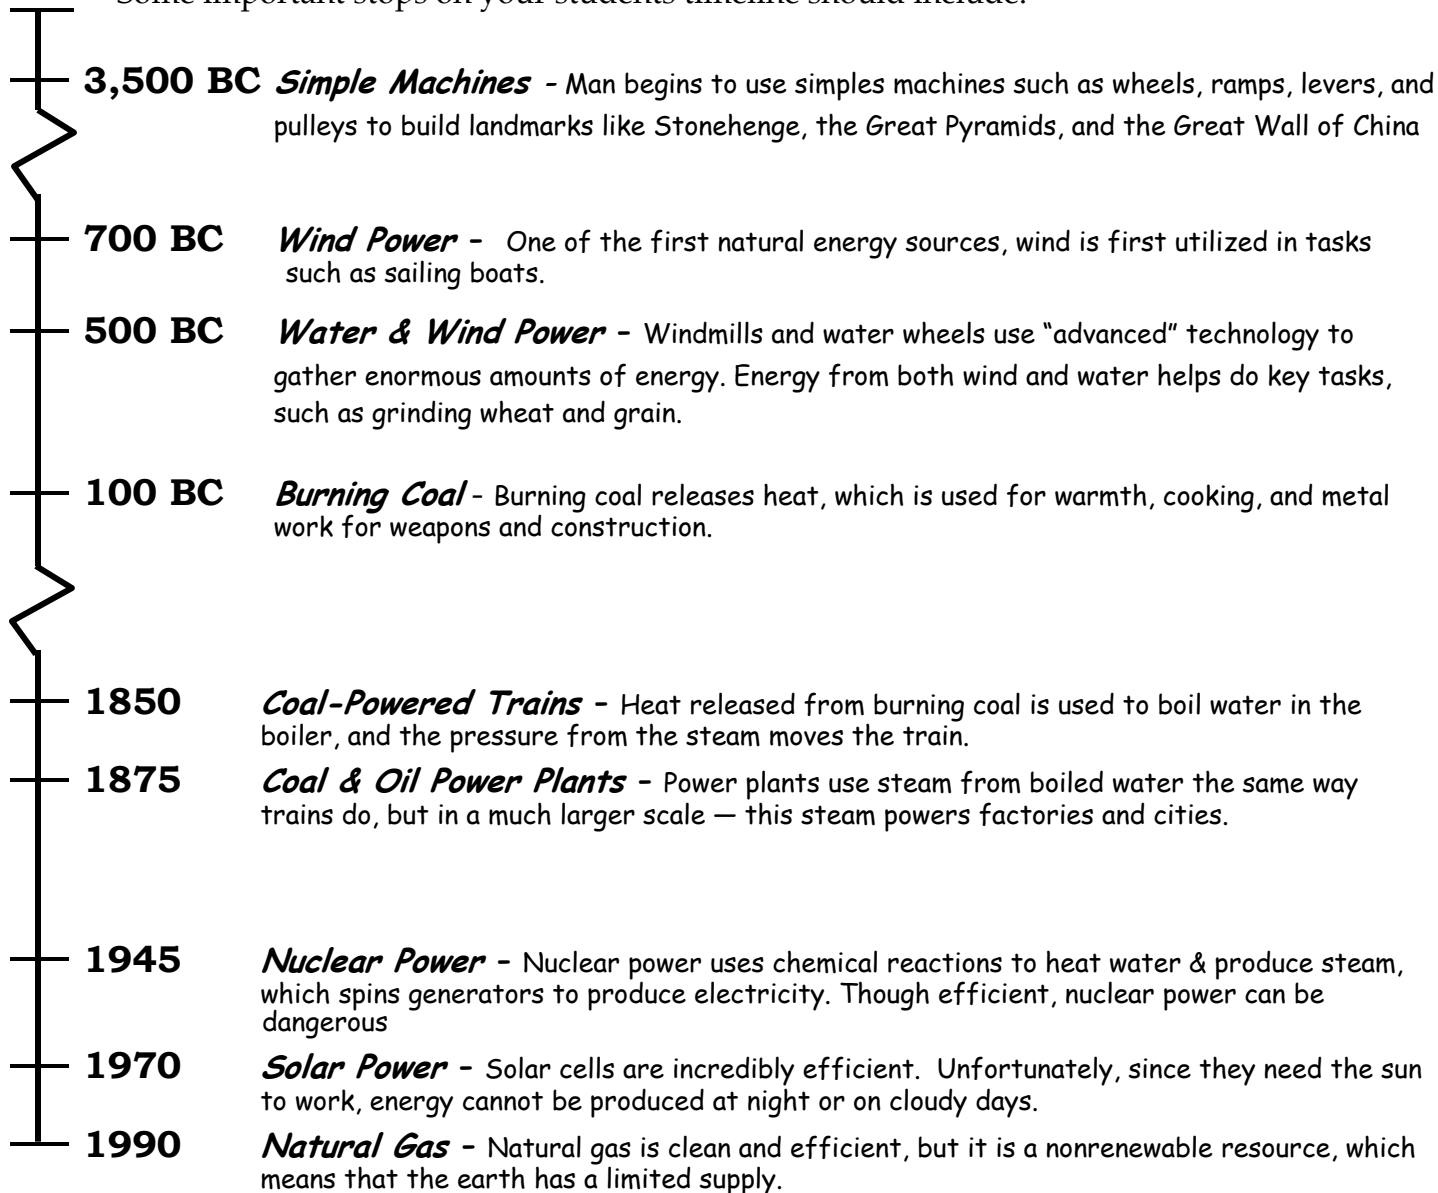 Some important stops on your students timeline should include:
3,500 BC Simple Machines - Man begins to use simples machines such as wheels, ramps, levers, and
pulleys to build landmarks like Stonehenge, the Great Pyramids, and the Great Wall of China
700 BC Wind Power - One of the first natural energy sources, wind is first utilized in tasks
such as sailing boats.
500 BC Water & Wind Power - Windmills and water wheels use “advanced” technology to
gather enormous amounts of energy. Energy from both wind and water helps do key tasks,
such as grinding wheat and grain.
100 BC Burning Coal - Burning coal releases heat, which is used for warmth, cooking, and metal
work for weapons and construction.
1850 Coal-Powered Trains - Heat released from burning coal is used to boil water in the
boiler, and the pressure from the steam moves the train.
1875 Coal & Oil Power Plants - Power plants use steam from boiled water the same way
trains do, but in a much larger scale — this steam powers factories and cities.
1945 Nuclear Power - Nuclear power uses chemical reactions to heat water & produce steam,
which spins generators to produce electricity. Though efficient, nuclear power can be
dangerous
1970 Solar Power - Solar cells are incredibly efficient. Unfortunately, since they need the sun
to work, energy cannot be produced at night or on cloudy days.
1990 Natural Gas - Natural gas is clean and efficient, but it is a nonrenewable resource, which
means that the earth has a limited supply.